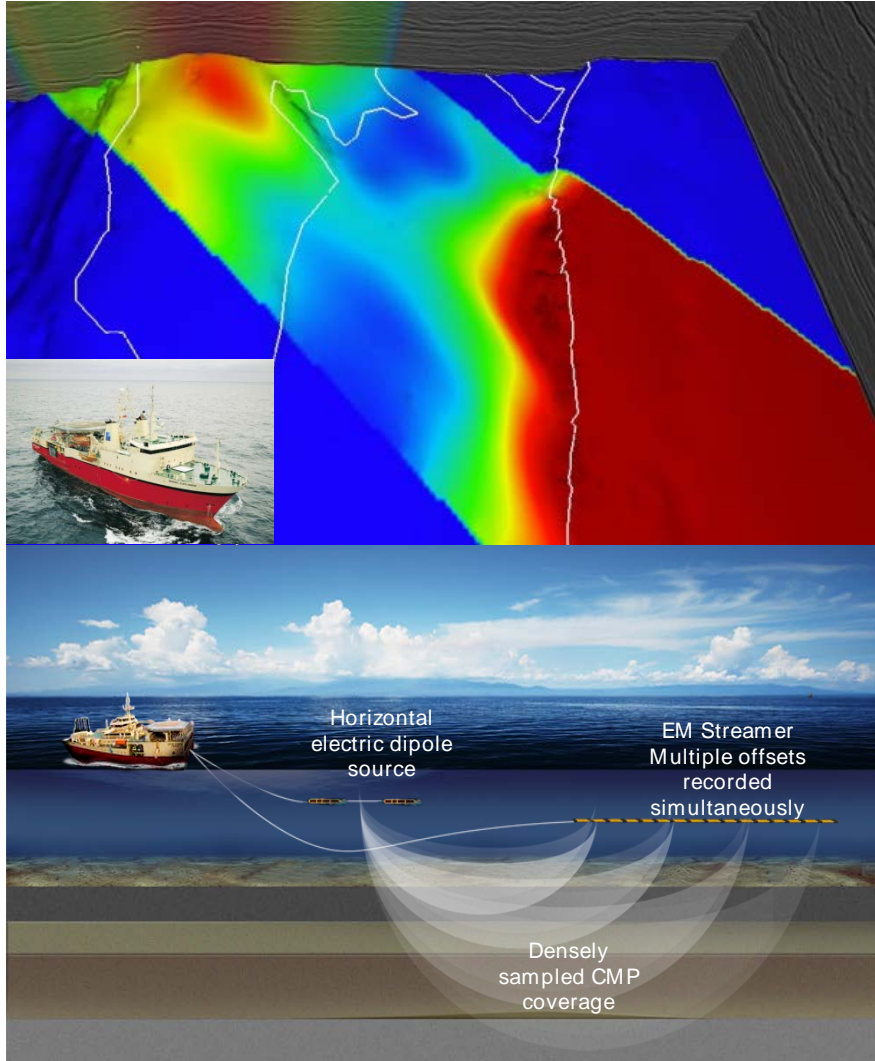 Horizontal
electric dipole
source
EM Streamer
Multiple offsets
recorded
simultaneously
Densely
sampled CMP
coverage